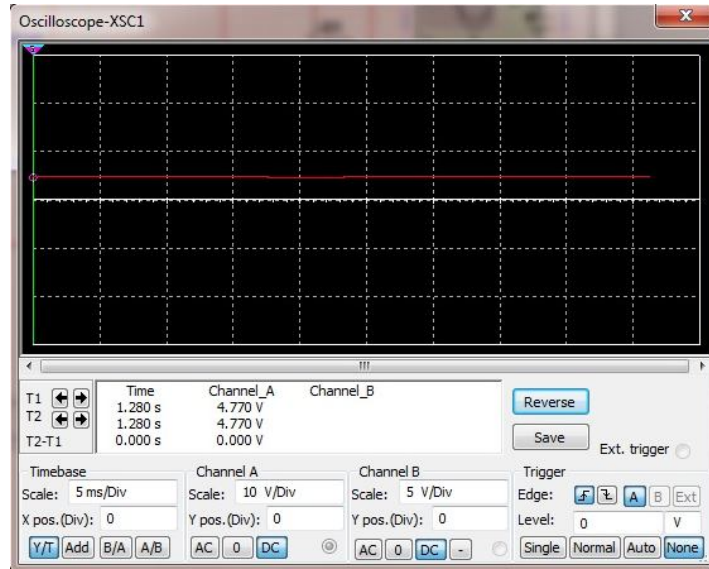 Oscilloscope-XSC1
Time Channel_A Channel_B
T1 1.280 s 4.770 V
T2 1.280 s 4.770 V
T2-T1 0.000 s 0.000 V
Reverse
Save
Ext. trigger
Timebase
Scale: 5 ms/Div
X pos.(Div): 0
Y/T Add B/A A/B
Channel A
Scale: 10 V/Div
Y pos.(Div): 0
AC 0 DC
Channel B
Scale: 5 V/Div
Y pos.(Div): 0
AC 0 DC -
Trigger
Edge: A B Ext
Level: 0 V
Single Normal Auto None